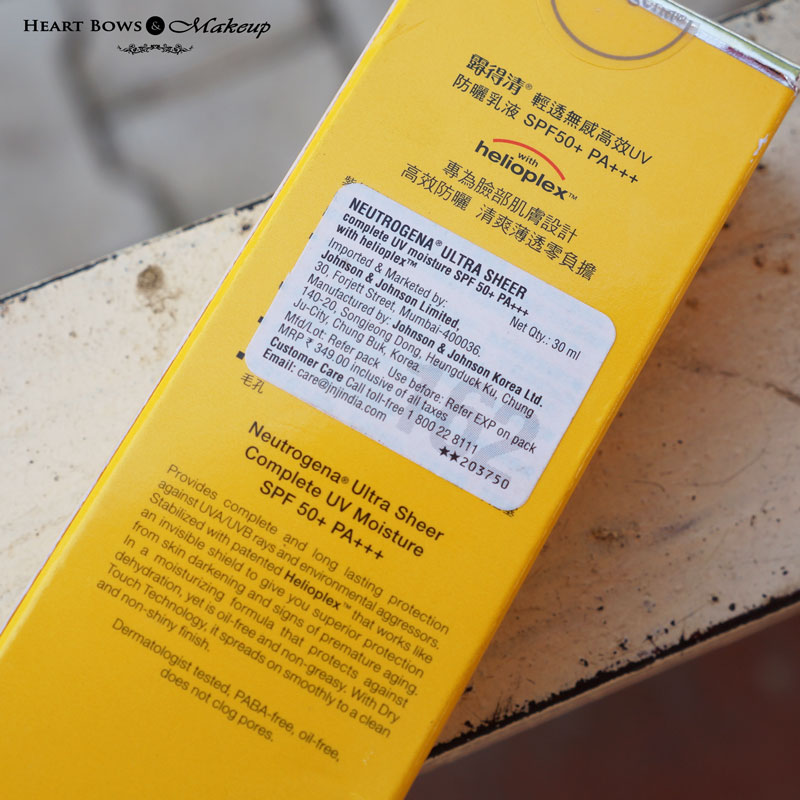 HEART BOWS & Makeup
露得清® 輕透無感高效UV
防曬乳液 SPF50+ PA+++
with
helioplex™
專為臉部肌膚設計
高效防曬 清爽薄透零負擔
NEUTROGENA® ULTRA SHEER
complete UV moisture SPF 50+ PA+++
with helioplex™
Net Qty.: 30 ml
Imported & Marketed by:
Johnson & Johnson Limited,
30, Forjett Street, Mumbai-400036.
Manufactured by: Johnson & Johnson Korea Ltd.
140-20, Songjeong Dong, Heungduck Ku, Chung
Ju-City, Chung Buk, Korea.
Mfd/Lot: Refer pack Use before: Refer EXP on pack
MRP ₹ 349.00 inclusive of all taxes
Customer Care Call toll-free 1 800 22 8111
Email: care@jnjindia.com
162
★★203750
毛孔
Neutrogena® Ultra Sheer
Complete UV Moisture
SPF 50+ PA+++
Provides complete and long lasting protection
against UVA/UVB rays and environmental aggressors.
Stabilized with patented Helioplex™ that works like
an invisible shield to give you superior protection
from skin darkening and signs of premature aging.
In a moisturizing formula that protects against
dehydration, yet is oil-free and non-greasy. With Dry
Touch Technology, it spreads on smoothly to a clean
and non-shiny finish.
Dermatologist tested, PABA-free, oil-free,
does not clog pores.